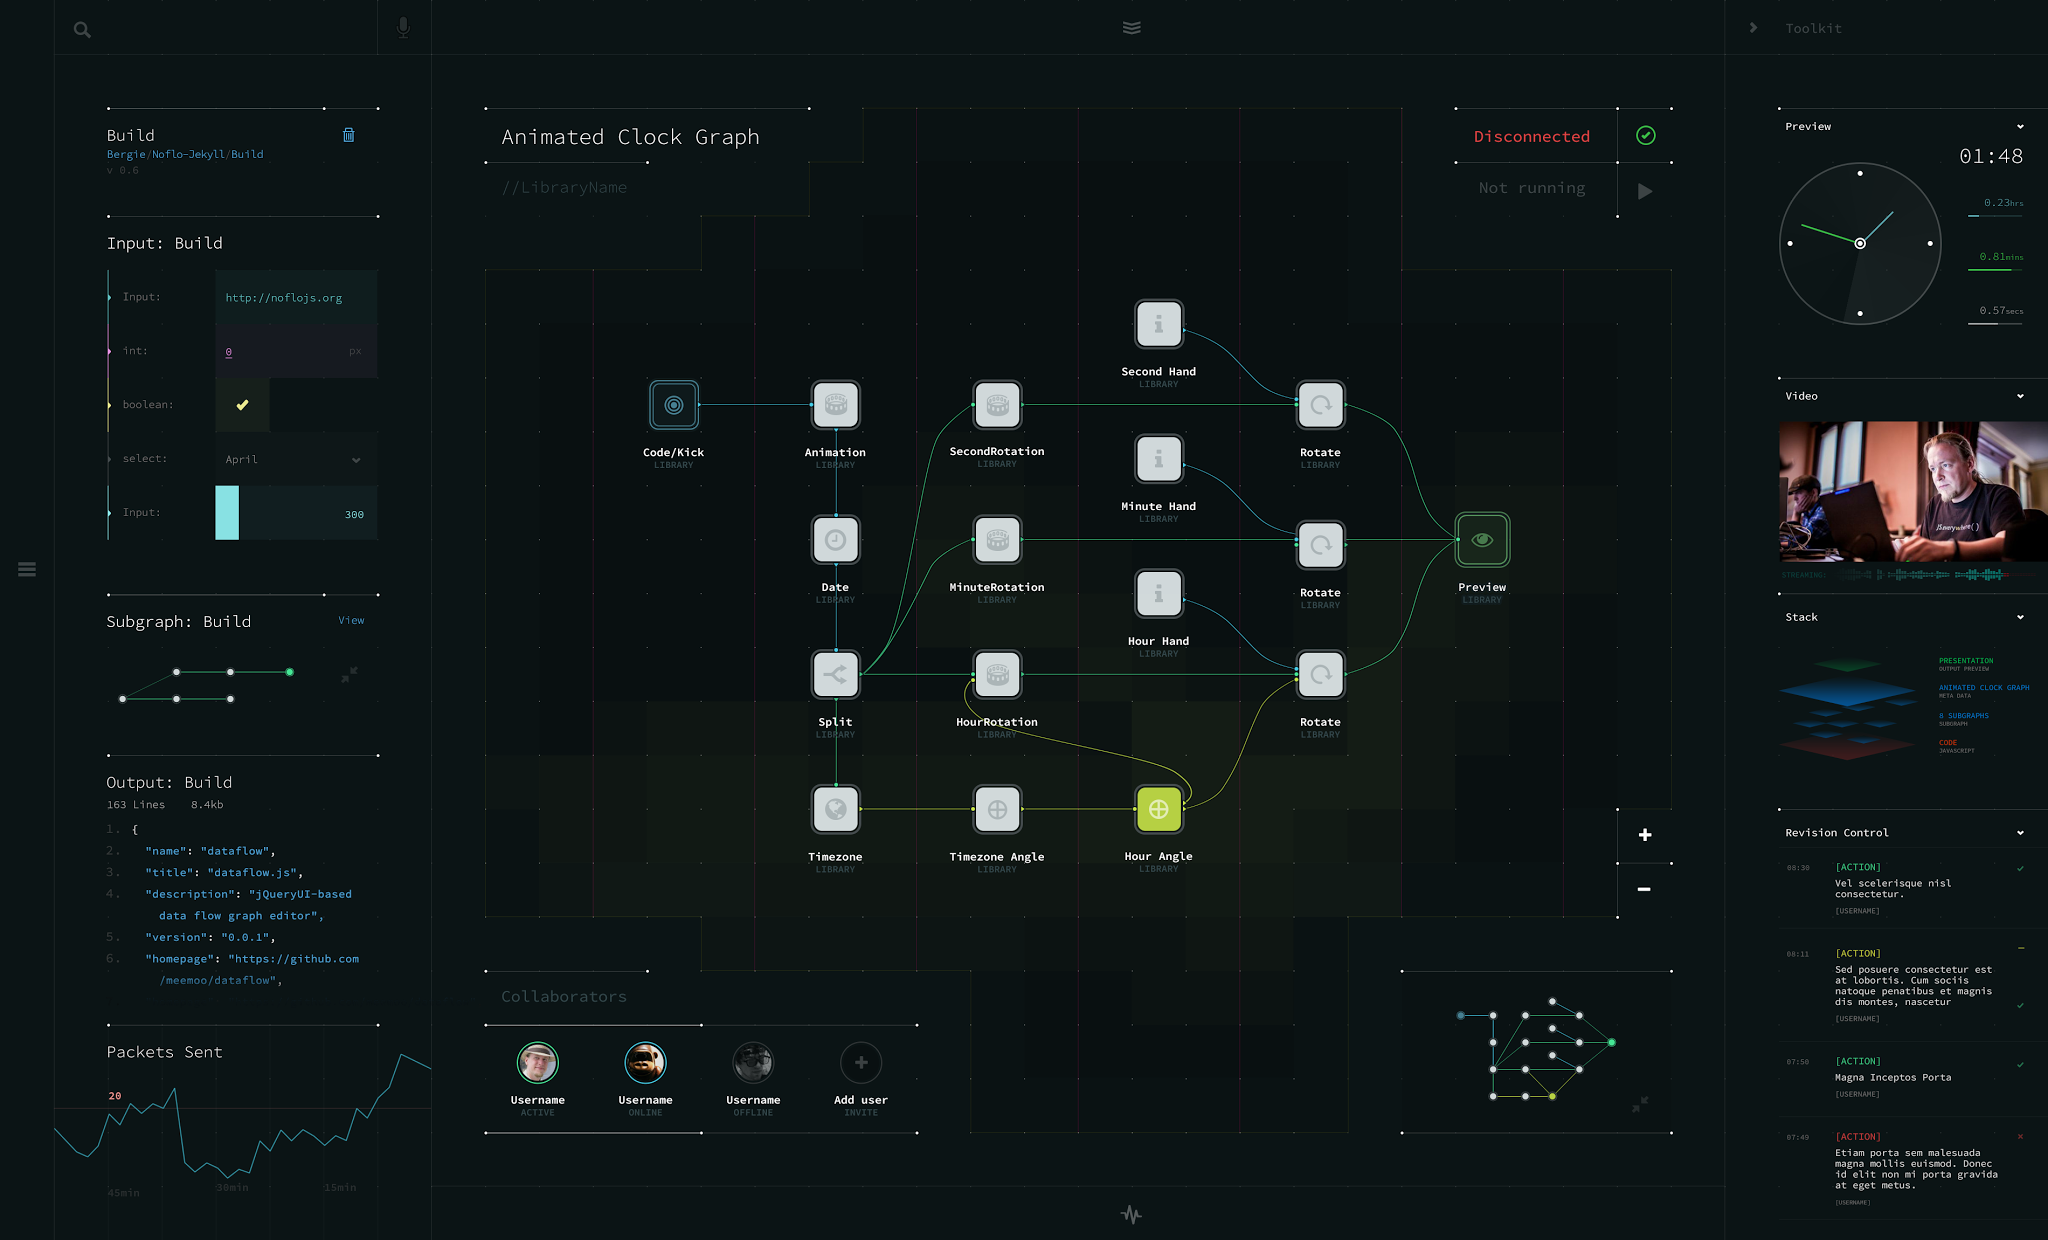 Toolkit
Build
Bergie/Noflo-Jekyll/Build
v 0.6
Input: Build
Input:
http://noflojs.org
int:
0
px
boolean:
select:
April
Input:
300
Subgraph: Build
View
Output: Build
163 Lines 8.4kb
1. {
2. "name": "dataflow",
3. "title": "dataflow.js",
4. "description": "jQueryUI-based
data flow graph editor",
5. "version": "0.0.1",
6. "homepage": "https://github.com
/meemoo/dataflow",
Packets Sent
20
45min
30min
15min
Animated Clock Graph
//LibraryName
Disconnected
Not running
Second Hand
LIBRARY
Code/Kick
LIBRARY
Animation
LIBRARY
SecondRotation
LIBRARY
Rotate
LIBRARY
Minute Hand
LIBRARY
Date
LIBRARY
MinuteRotation
LIBRARY
Rotate
LIBRARY
Preview
LIBRARY
Hour Hand
LIBRARY
Split
LIBRARY
HourRotation
LIBRARY
Rotate
LIBRARY
Timezone
LIBRARY
Timezone Angle
LIBRARY
Hour Angle
LIBRARY
Collaborators
Username
ACTIVE
Username
ONLINE
Username
OFFLINE
Add user
INVITE
Preview
01:48
0.23hrs
0.81mins
0.57secs
Video
JSEverywhere()
STREAMING:
Stack
PRESENTATION
OUTPUT PREVIEW
ANIMATED CLOCK GRAPH
META DATA
8 SUBGRAPHS
SUBGRAPH
CODE
JAVASCRIPT
Revision Control
08:30
[ACTION]
Vel scelerisque nisl
consectetur.
[USERNAME]
08:11
[ACTION]
Sed posuere consectetur est
at lobortis. Cum sociis
natoque penatibus et magnis
dis montes, nascetur
[USERNAME]
07:50
[ACTION]
Magna Inceptos Porta
[USERNAME]
07:49
[ACTION]
Etiam porta sem malesuada
magna mollis euismod. Donec
id elit non mi porta gravida
at eget metus.
[USERNAME]